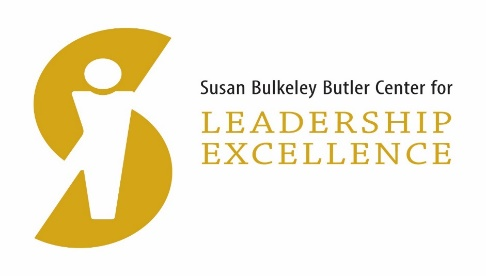 Susan Bulkeley Butler Center for
LEADERSHIP
EXCELLENCE